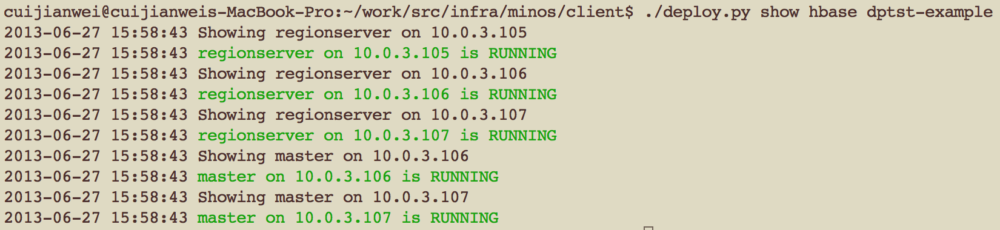 cuijianwei@cuijianweis-MacBook-Pro:~/work/src/infra/minos/client$ ./deploy.py show hbase dptst-example
2013-06-27 15:58:43 Showing regionserver on 10.0.3.105
2013-06-27 15:58:43 regionserver on 10.0.3.105 is RUNNING
2013-06-27 15:58:43 Showing regionserver on 10.0.3.106
2013-06-27 15:58:43 regionserver on 10.0.3.106 is RUNNING
2013-06-27 15:58:43 Showing regionserver on 10.0.3.107
2013-06-27 15:58:43 regionserver on 10.0.3.107 is RUNNING
2013-06-27 15:58:43 Showing master on 10.0.3.106
2013-06-27 15:58:43 master on 10.0.3.106 is RUNNING
2013-06-27 15:58:43 Showing master on 10.0.3.107
2013-06-27 15:58:43 master on 10.0.3.107 is RUNNING